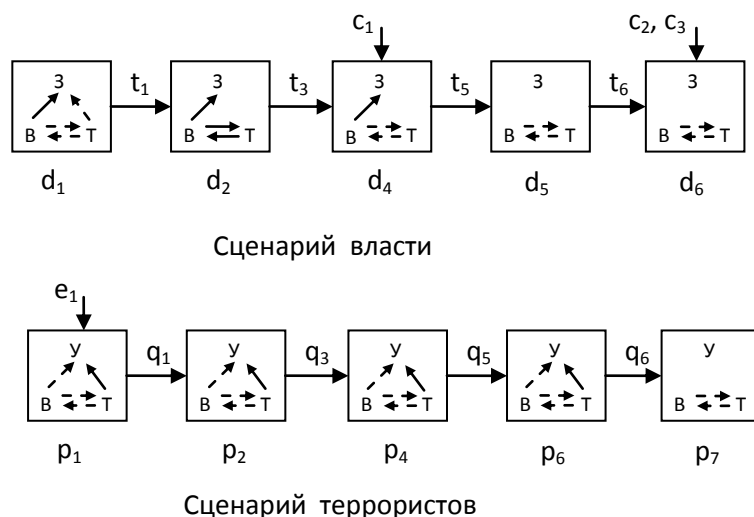 c₁ c₂, c₃
З t₁ З t₃ З t₅ З t₆ З
В Т В Т В Т В Т В Т
d₁ d₂ d₄ d₅ d₆
Сценарий власти
e₁
У q₁ У q₃ У q₅ У q₆ У
В Т В Т В Т В Т В Т
p₁ p₂ p₄ p₆ p₇
Сценарий террористов